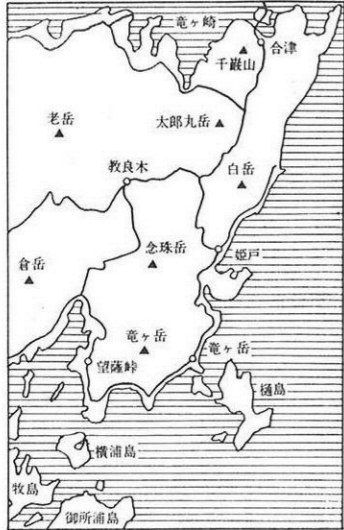 竜ヶ崎
合津
千巌山
老岳
太郎丸岳
教良木
白岳
念珠岳
姫戸
倉岳
竜ヶ岳
竜ヶ岳
望薩峠
樋島
横浦島
牧島
御所浦島